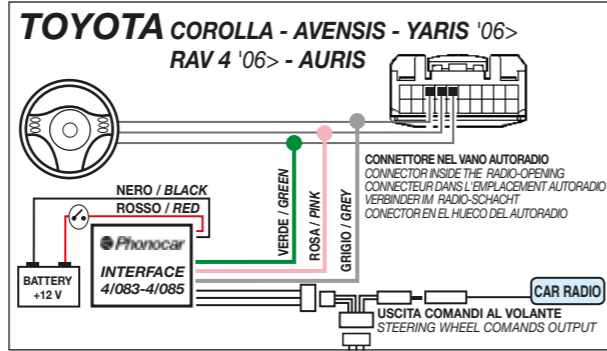 TOYOTA COROLLA - AVENSIS - YARIS '06>
RAV 4 '06> - AURIS
CONNETTORE NEL VANO AUTORADIO
CONNECTOR INSIDE THE RADIO-OPENING
CONNECTEUR DANS L'EMPLACEMENT AUTORADIO
VERBINDER IM RADIO-SCHACHT
CONECTOR EN EL HUECO DEL AUTORADIO
NERO / BLACK
ROSSO / RED
VERDE / GREEN
ROSA / PINK
GRIGIO / GREY
Phonocar
INTERFACE
4/083-4/085
BATTERY
+12 V
CAR RADIO
USCITA COMANDI AL VOLANTE
STEERING WHEEL COMANDS OUTPUT